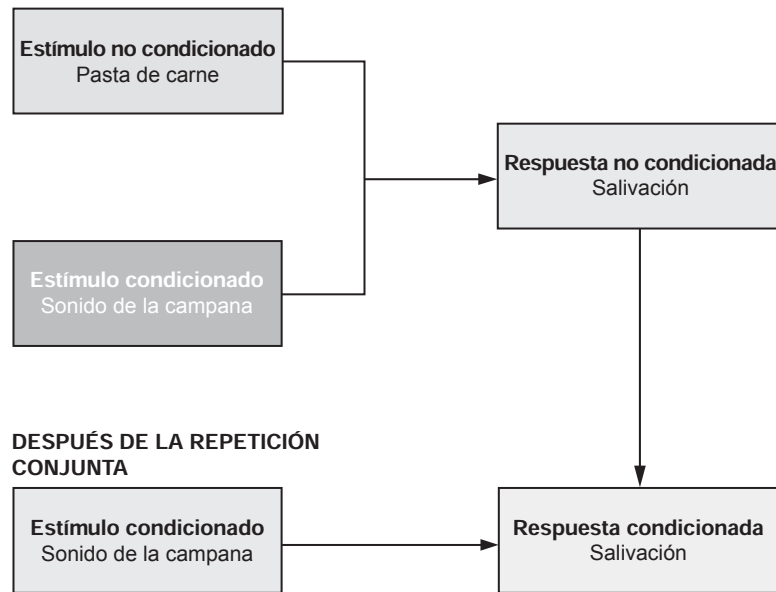 Estímulo no condicionado
Pasta de carne
Respuesta no condicionada
Salivación
Estímulo condicionado
Sonido de la campana
DESPUÉS DE LA REPETICIÓN
CONJUNTA
Estímulo condicionado
Sonido de la campana
Respuesta condicionada
Salivación